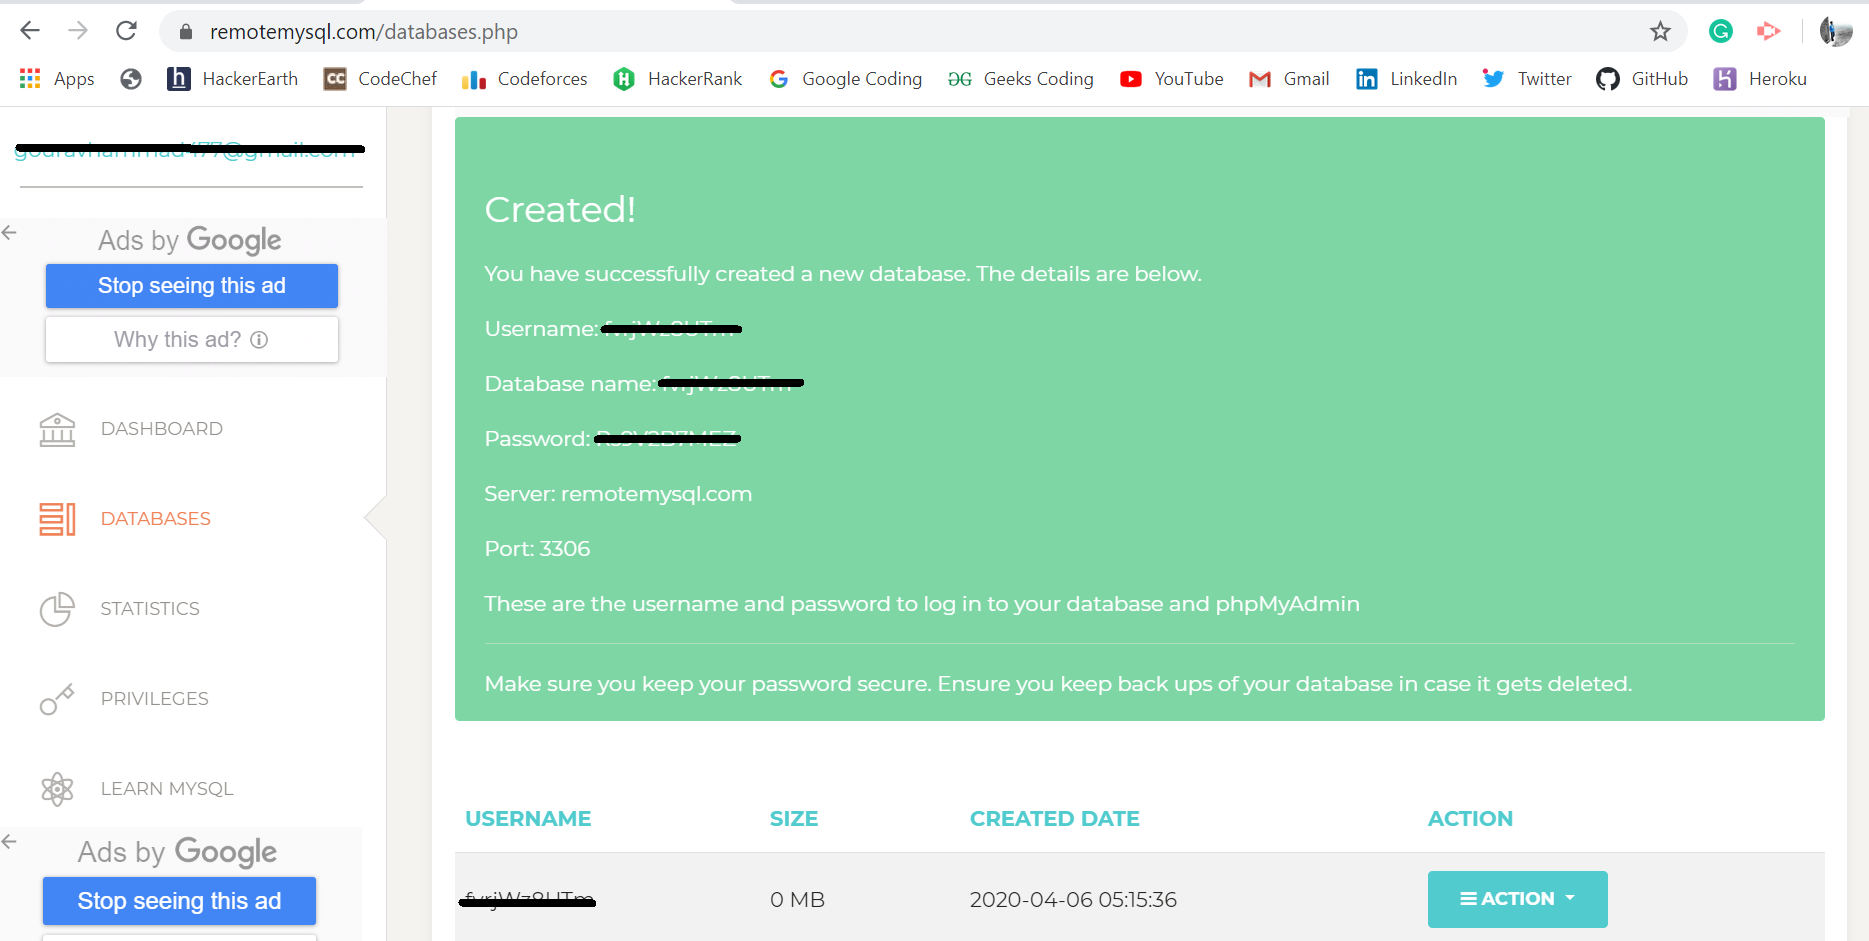 remotemysql.com/databases.php
Apps HackerEarth CodeChef Codeforces HackerRank Google Coding Geeks Coding YouTube Gmail LinkedIn Twitter GitHub Heroku
Ads by Google
Stop seeing this ad
Why this ad?
DASHBOARD
DATABASES
STATISTICS
PRIVILEGES
LEARN MYSQL
Ads by Google
Stop seeing this ad
Created!
You have successfully created a new database. The details are below.
Username:
Database name:
Password:
Server: remotemysql.com
Port: 3306
These are the username and password to log in to your database and phpMyAdmin
Make sure you keep your password secure. Ensure you keep back ups of your database in case it gets deleted.
USERNAME SIZE CREATED DATE ACTION
0 MB 2020-04-06 05:15:36 ACTION